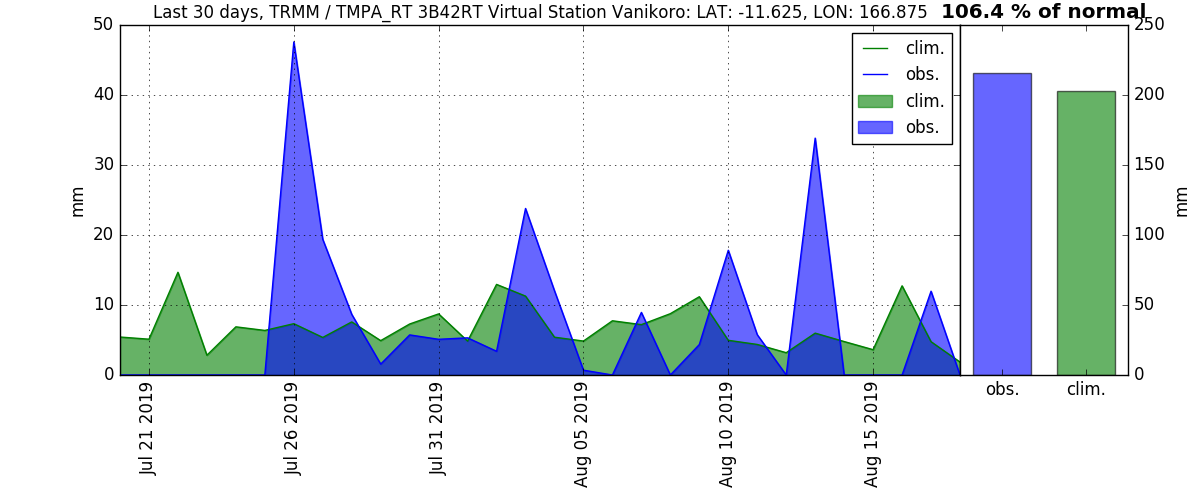 Last 30 days, TRMM / TMPA_RT 3B42RT Virtual Station Vanikoro: LAT: -11.625, LON: 166.875
106.4 % of normal
50
40
30
20
10
0
mm
clim.
obs.
clim.
obs.
Jul 21 2019
Jul 26 2019
Jul 31 2019
Aug 05 2019
Aug 10 2019
Aug 15 2019
250
200
150
100
50
0
mm
obs.
clim.